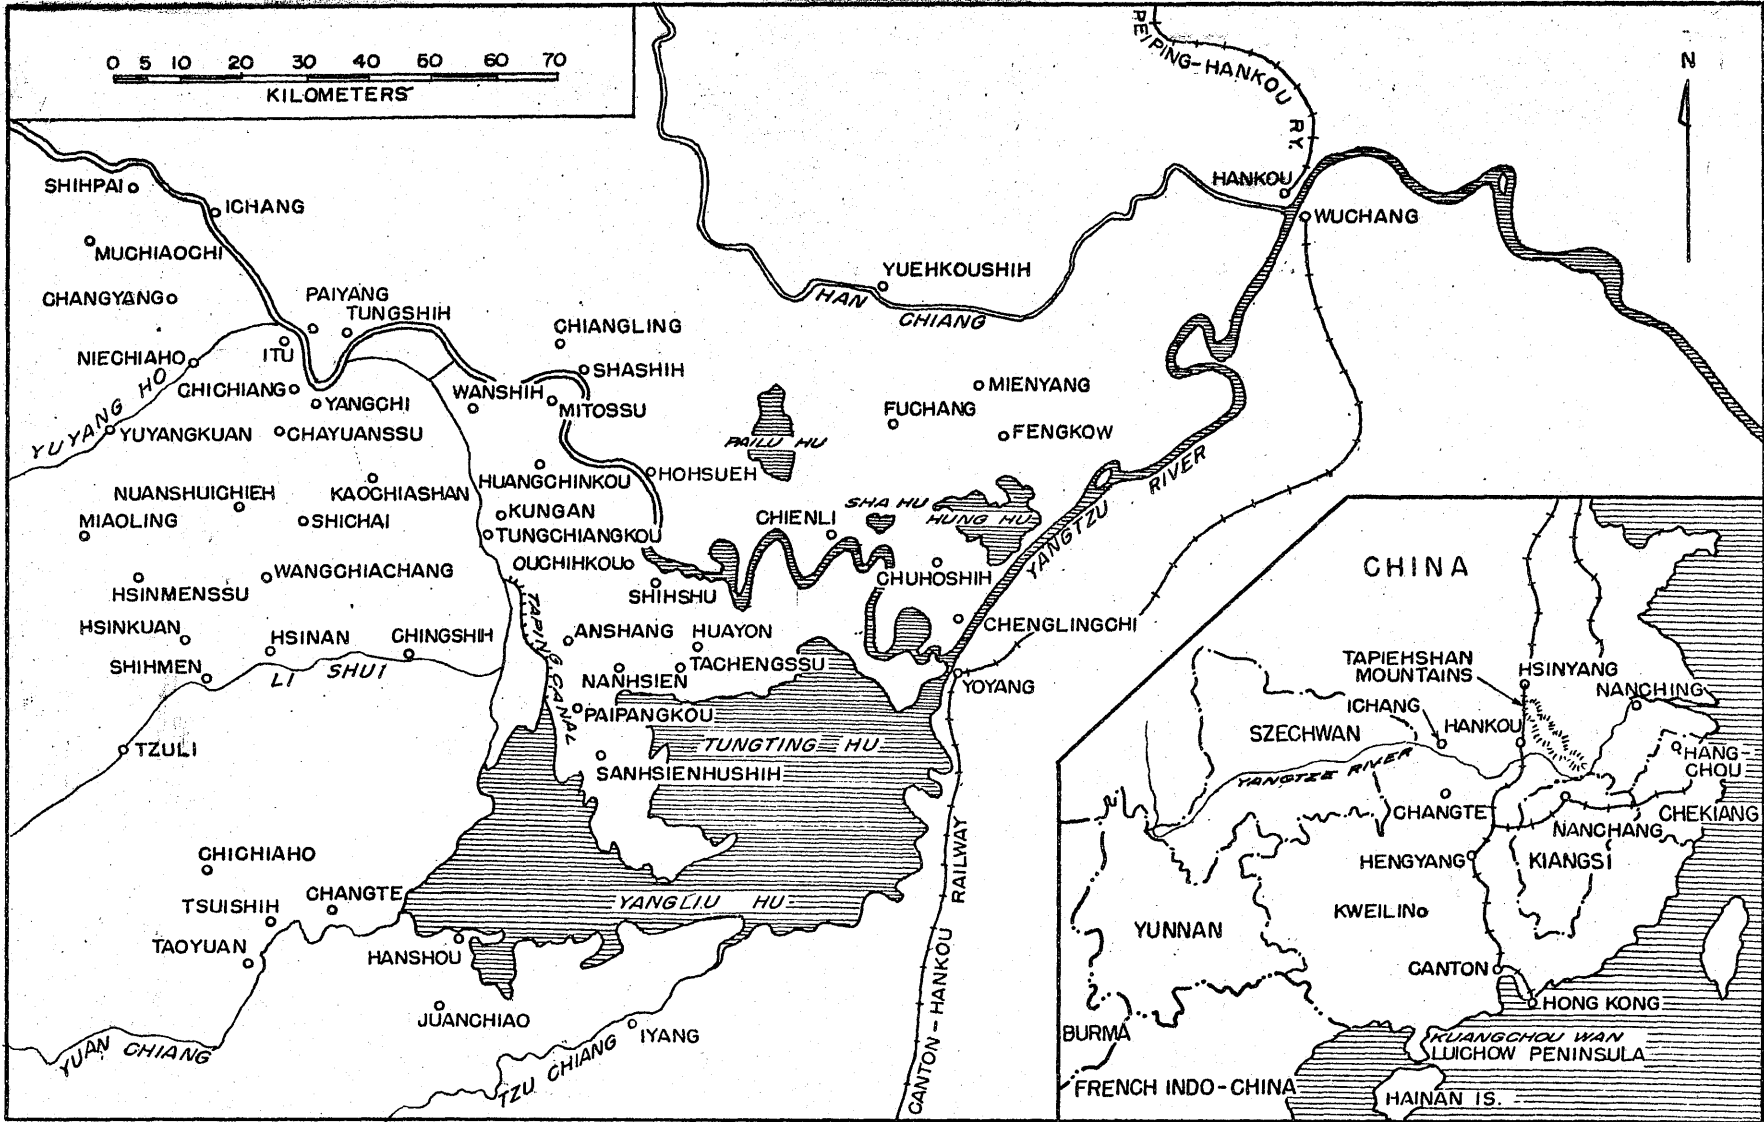 0 5 10 20 30 40 50 60 70
KILOMETERS
PEIPING-HANKOU RY.
N
SHIHPAI
ICHANG
HANKOU
WUCHANG
MUCHIAOCHI
CHANGYANG
YUEHKOUSHIH
HAN CHIANG
PAIYANG
TUNGSHIH
CHIANGLING
NIECHIAHO
ITU
SHASHIH
YUYANG HO
CHICHIANG
YANGCHI
WANSHIH
MITOSSU
MIENYANG
FUCHANG
YUYANGKUAN
CHAYUANSSU
PAILU HU
FENGKOW
HUANGCHINKOU
HOHSUEH
YANGTZU RIVER
NUANSHUICHIEH
KAOCHIASHAN
MIAOLING
SHICHAI
KUNGAN
TUNGCHIANGKOU
CHIENLI
SHA HU
HUNG HU
OUCHIHKOU
WANGCHIACHANG
HSINMENSSU
SHIHSHU
CHUHOSHIH
TAPING CANAL
HSINKUAN
HSINAN
CHINGSHIH
ANSHANG
HUAYON
CHENGLINGCHI
SHIHMEN
LI SHUI
NANHSIEN
TACHENGSSU
YOYANG
PAIPANGKOU
TZULI
TUNGTING HU
SANHSIENHUSHIH
CHICHIAHO
TSUISHIH
CHANGTE
YANGLIU HU
TAOYUAN
HANSHOU
CANTON-HANKOU RAILWAY
JUANCHIAO
IYANG
YUAN CHIANG
TZU CHIANG
CHINA
TAPIEHSHAN
MOUNTAINS
HSINYANG
NANCHING
ICHANG
HANKOU
SZECHWAN
YANGTZE RIVER
HANG-
CHOU
CHANGTE
CHEKIANG
NANCHANG
HENGYANG
KIANGSI
KWEILIN
YUNNAN
CANTON
HONG KONG
BURMA
KUANGCHOU WAN
LUICHOW PENINSULA
FRENCH INDO-CHINA
HAINAN IS.